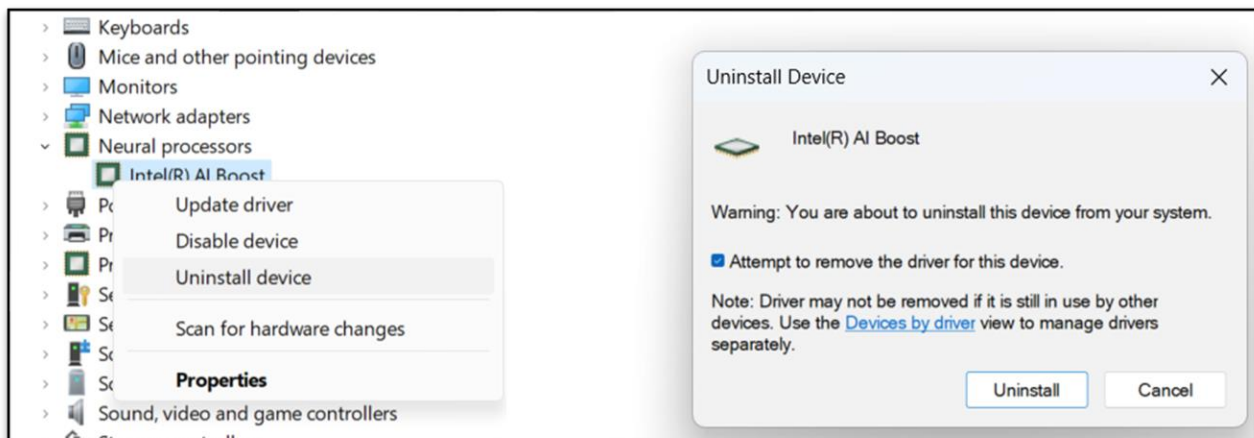 Keyboards
Mice and other pointing devices
Monitors
Network adapters
Neural processors
Intel(R) AI Boost
Update driver
Disable device
Uninstall device
Scan for hardware changes
Properties
Sound, video and game controllers
Uninstall Device
Intel(R) AI Boost
Warning: You are about to uninstall this device from your system.
Attempt to remove the driver for this device.
Note: Driver may not be removed if it is still in use by other
devices. Use the Devices by driver view to manage drivers
separately.
Uninstall
Cancel